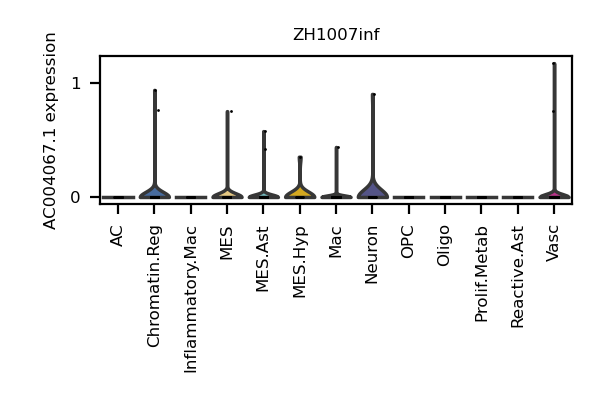 ZH1007inf
AC004067.1 expression
1
0
AC
Chromatin.Reg
Inflammatory.Mac
MES
MES.Ast
MES.Hyp
Mac
Neuron
OPC
Oligo
Prolif.Metab
Reactive.Ast
Vasc